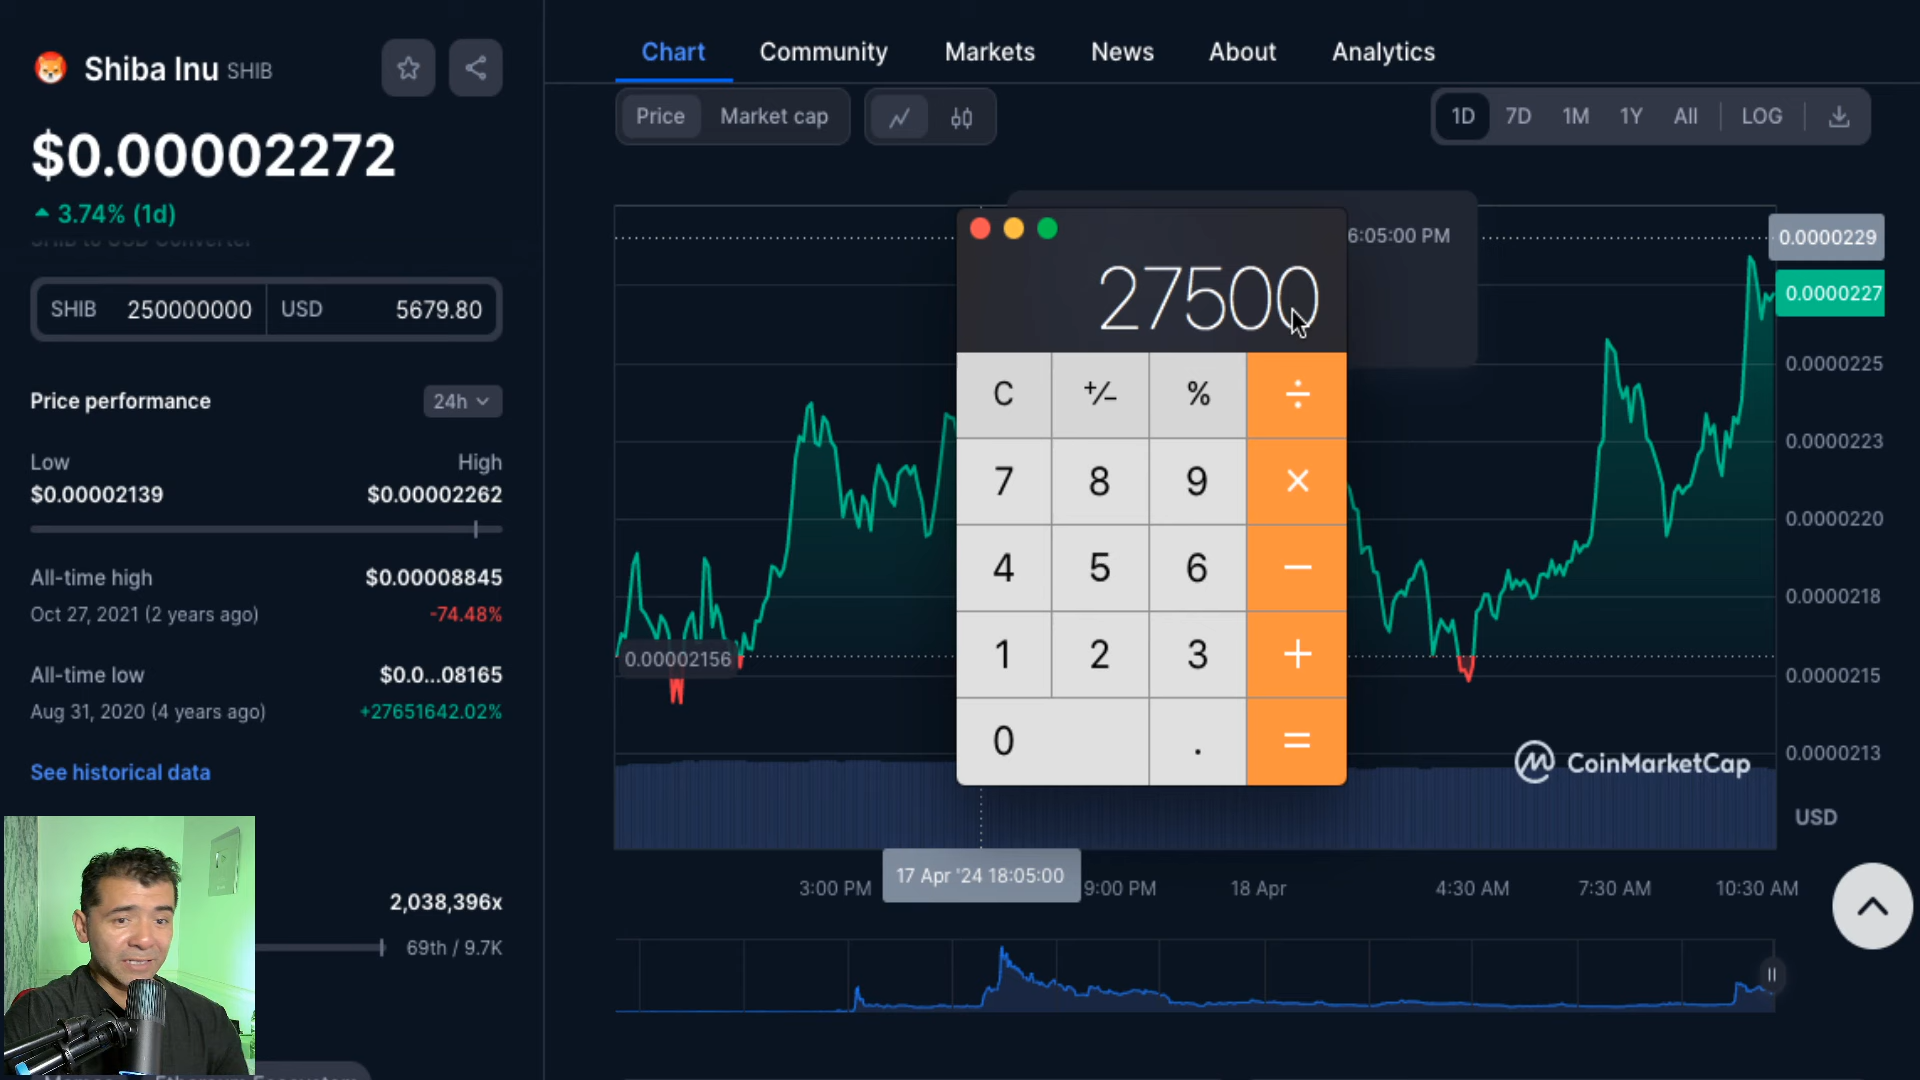 Shiba Inu SHIB
$0.00002272
3.74% (1d)
SHIB to USD Converter
SHIB 250000000 USD 5679.80
Price performance 24h
Low High
$0.00002139 $0.00002262
All-time high $0.00008845
Oct 27, 2021 (2 years ago) -74.48%
All-time low $0.0...08165
Aug 31, 2020 (4 years ago) +27651642.02%
See historical data
2,038,396x
69th / 9.7K
Chart Community Markets News About Analytics
Price Market cap
1D 7D 1M 1Y All LOG
6:05:00 PM
27500
C +/− % ÷
7 8 9 ×
4 5 6 −
1 2 3 +
0 . =
0.0000229
0.0000227
0.0000225
0.0000223
0.0000220
0.0000218
0.0000215
0.0000213
0.00002156
CoinMarketCap
USD
3:00 PM 17 Apr '24 18:05:00 9:00 PM 18 Apr 4:30 AM 7:30 AM 10:30 AM